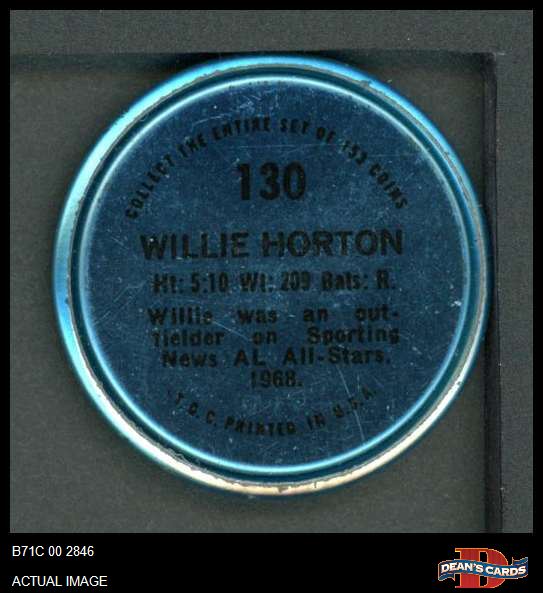 COLLECT THE ENTIRE SET OF 153 COINS
130
WILLIE HORTON
Ht: 5:10 Wt: 209 Bats: R.
Willie was an out-
fielder on Sporting
News AL All-Stars,
1968.
T.C.G. PRINTED IN U.S.A.
B71C 00 2846
ACTUAL IMAGE
D
DEAN'S CARDS